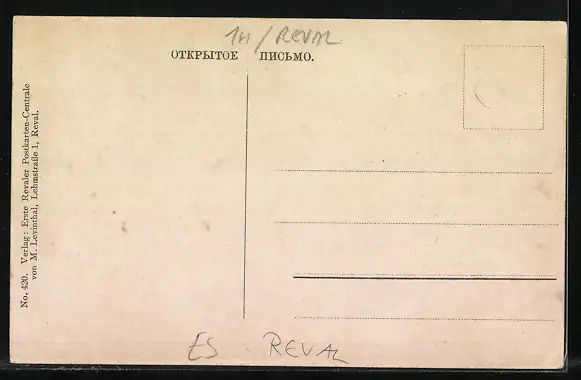 1H/REVAL
ОТКРЫТОЕ ПИСЬМО.
No. 420. Verlag: Erste Revaler Postkarten-Centrale
von M. Levinthal, Lehmstraße 1, Reval.
ES REVAL